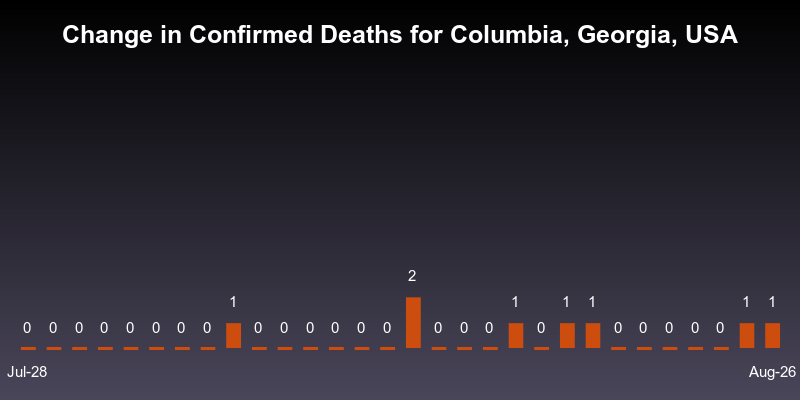 Change in Confirmed Deaths for Columbia, Georgia, USA
2
1 1 1 1 1 1
0 0 0 0 0 0 0 0 0 0 0 0 0 0 0 0 0 0 0 0 0 0 0
Jul-28 Aug-26